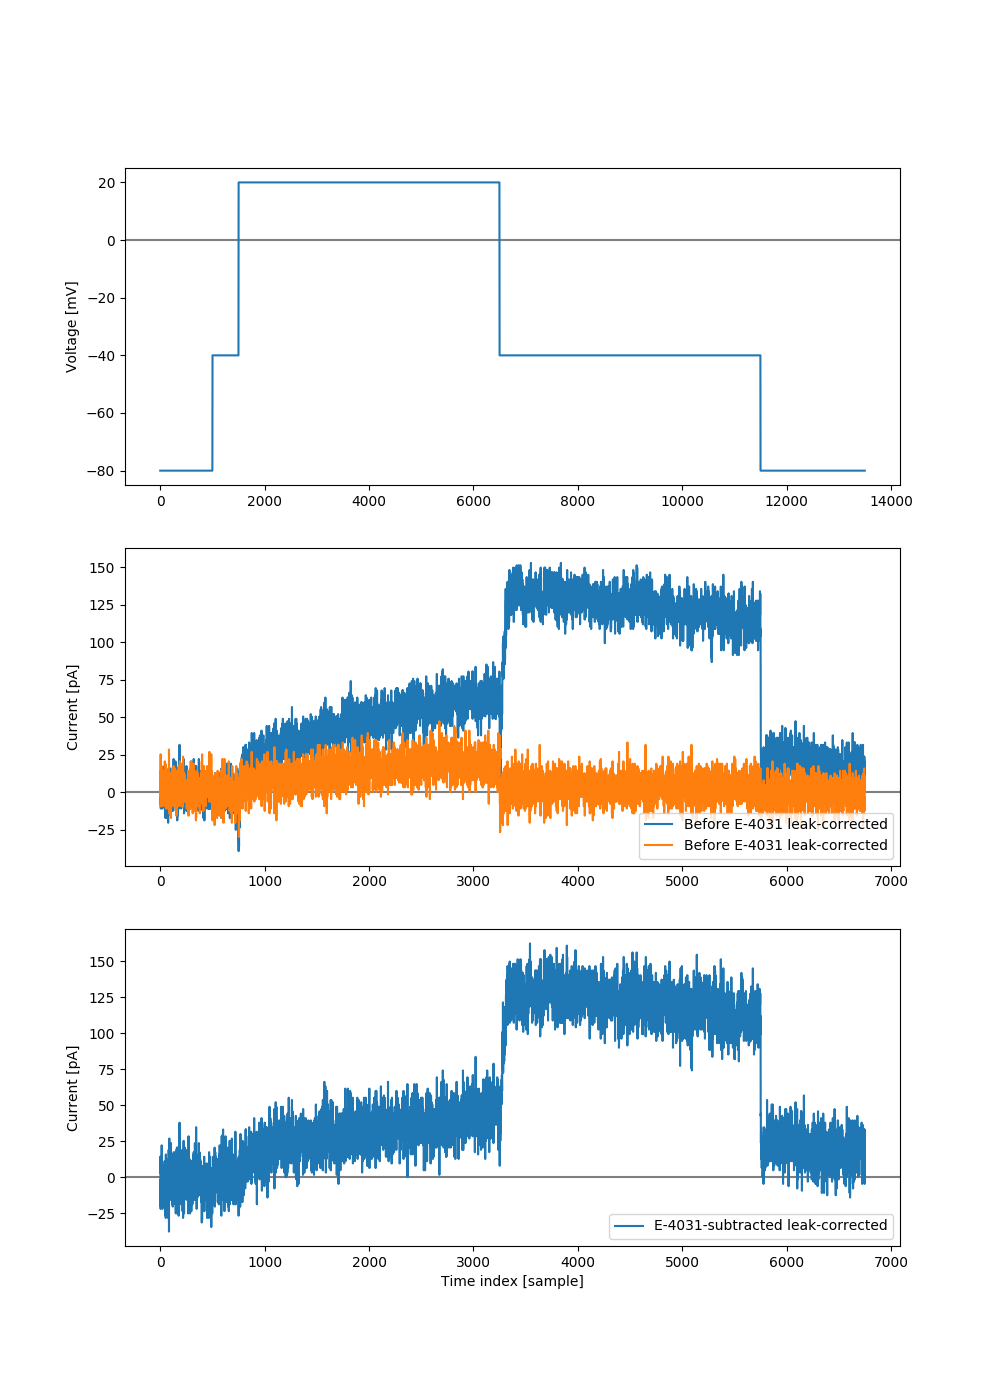 20
0
−20
−40
−60
−80
Voltage [mV]
0 2000 4000 6000 8000 10000 12000 14000
150
125
100
75
50
25
0
−25
Current [pA]
Before E-4031 leak-corrected
Before E-4031 leak-corrected
0 1000 2000 3000 4000 5000 6000 7000
150
125
100
75
50
25
0
−25
Current [pA]
E-4031-subtracted leak-corrected
0 1000 2000 3000 4000 5000 6000 7000
Time index [sample]